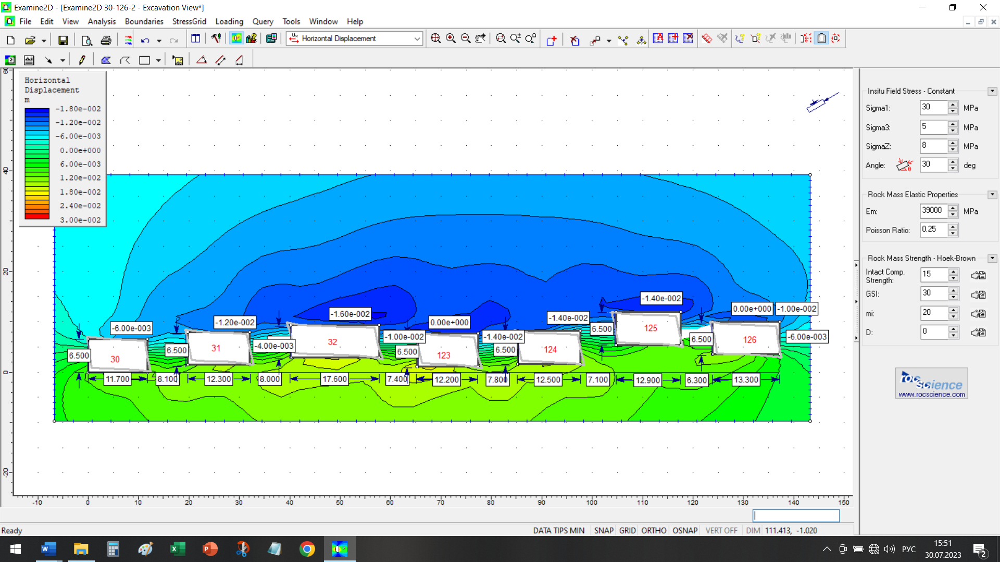 Examine2D - [Examine2D 30-126-2 - Excavation View*]
File Edit View Analysis Boundaries StressGrid Loading Query Tools Window Help
Horizontal Displacement
Horizontal
Displacement
m
-1.80e-002
-1.20e-002
-6.00e-003
0.00e+000
6.00e-003
1.20e-002
1.80e-002
2.40e-002
3.00e-002
60
40
20
0
-20
-1.40e-002
0.00e+000 -1.00e-002
-1.60e-002
-1.40e-002
-6.00e-003 -1.20e-002 0.00e+000
6.500 125
-1.00e-002 -1.40e-002 6.500 126 -6.00e-003
31 -4.00e-003 32
6.500 30 6.500 6.500 123 6.500 124
11.700 8.100 12.300 8.000 17.600 7.400 12.200 7.800 12.500 7.100 12.900 6.300 13.300
-10 0 10 20 30 40 50 60 70 80 90 100 110 120 130 140 150
Insitu Field Stress - Constant
Sigma1: 30 MPa
Sigma3: 5 MPa
SigmaZ: 8 MPa
Angle: θ 30 deg
Rock Mass Elastic Properties
Em: 39000 MPa
Poisson Ratio: 0.25
Rock Mass Strength - Hoek-Brown
Intact Comp.
Strength: 15
GSI: 30
mi: 20
D: 0
rocscience
www.rocscience.com
Ready
DATA TIPS MIN SNAP GRID ORTHO OSNAP VERT OFF DIM 111.413, -1.020
РУС
15:51
30.07.2023
2